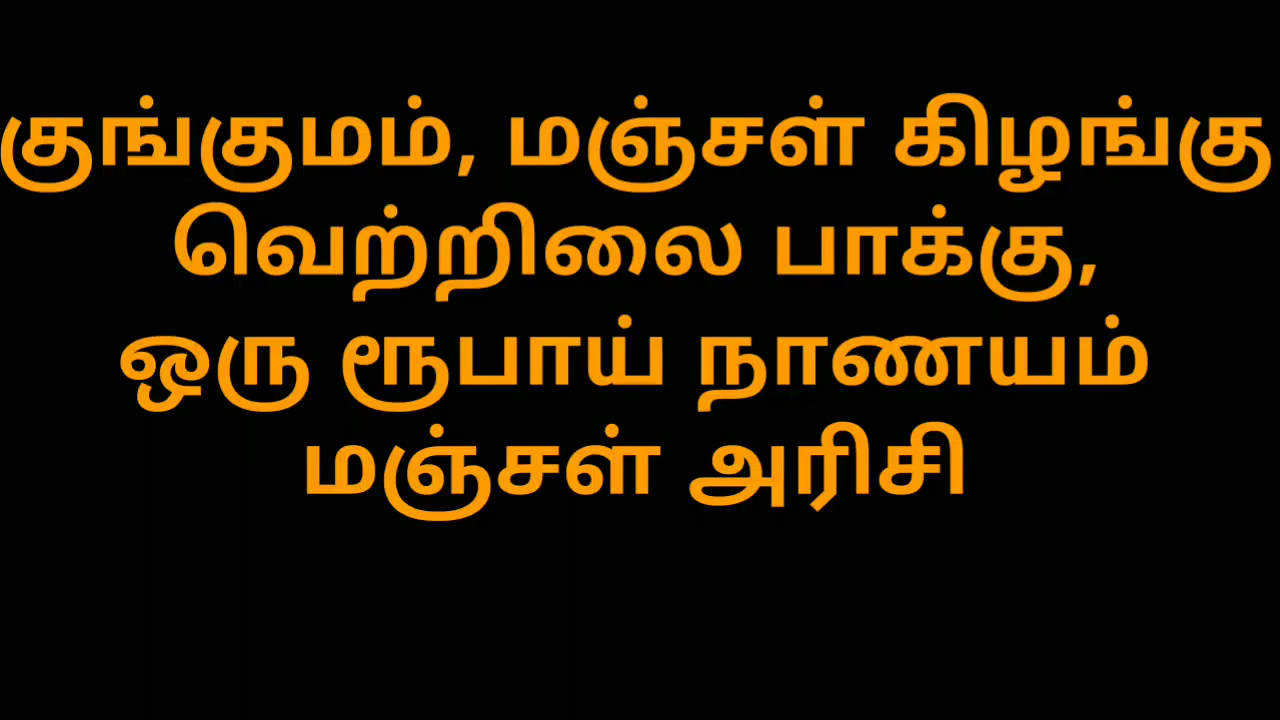 குங்குமம், மஞ்சள் கிழங்கு
வெற்றிலை பாக்கு,
ஒரு ரூபாய் நாணயம்
மஞ்சள் அரிசி